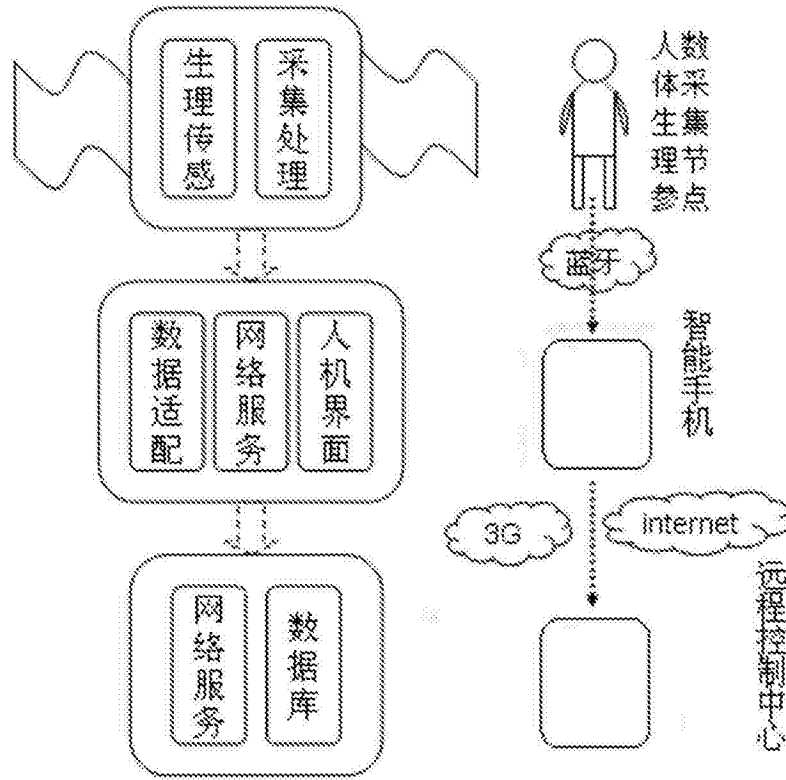 生理传感
采集处理
人体生理参
数采集节点
蓝牙
数据适配
网络服务
人机界面
智能手机
3G
internet
网络服务
数据库
远程控制中心